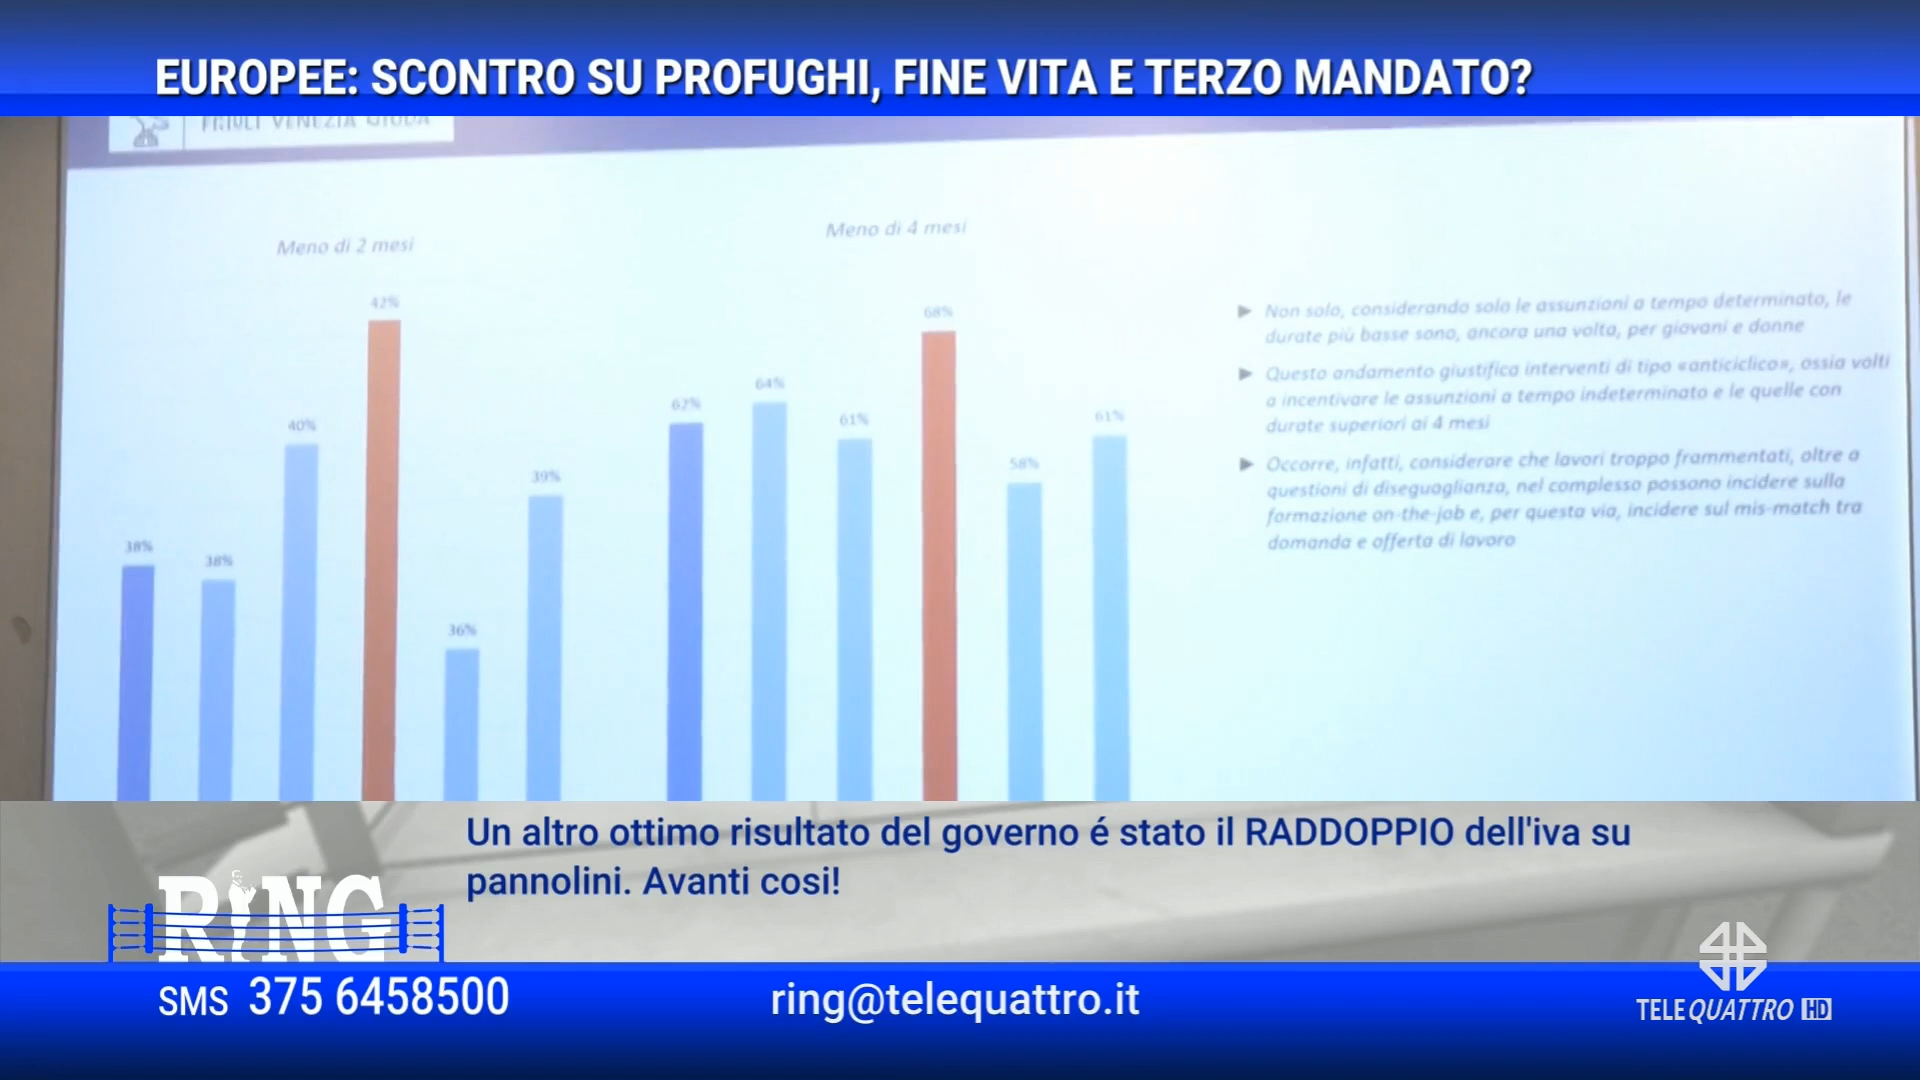 EUROPEE: SCONTRO SU PROFUGHI, FINE VITA E TERZO MANDATO?
FRIULI VENEZIA GIULIA
Meno di 2 mesi
Meno di 4 mesi
38%
38%
40%
42%
36%
39%
62%
64%
61%
68%
58%
61%
► Non solo, considerando solo le assunzioni a tempo determinato, le
durate più basse sono, ancora una volta, per giovani e donne
► Questo andamento giustifica interventi di tipo «anticiclico», ossia volti
a incentivare le assunzioni a tempo indeterminato e le quelle con
durate superiori ai 4 mesi
► Occorre, infatti, considerare che lavori troppo frammentati, oltre a
questioni di diseguaglianza, nel complesso possono incidere sulla
formazione on-the-job e, per questa via, incidere sul mis-match tra
domanda e offerta di lavoro
Un altro ottimo risultato del governo é stato il RADDOPPIO dell'iva su
pannolini. Avanti cosi!
RING
SMS 375 6458500
ring@telequattro.it
TELEQUATTRO HD